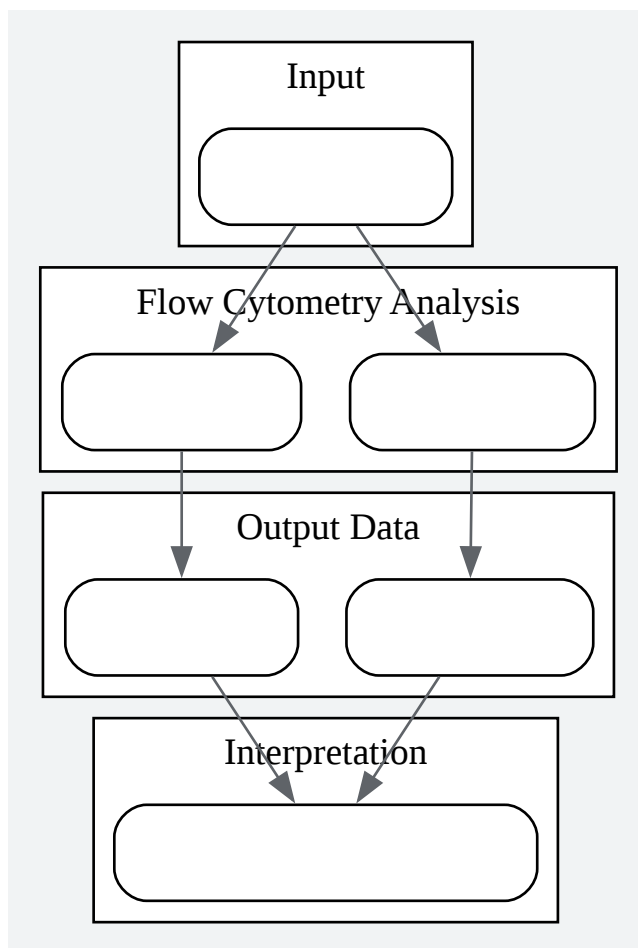 Input
Flow Cytometry Analysis
Output Data
Interpretation